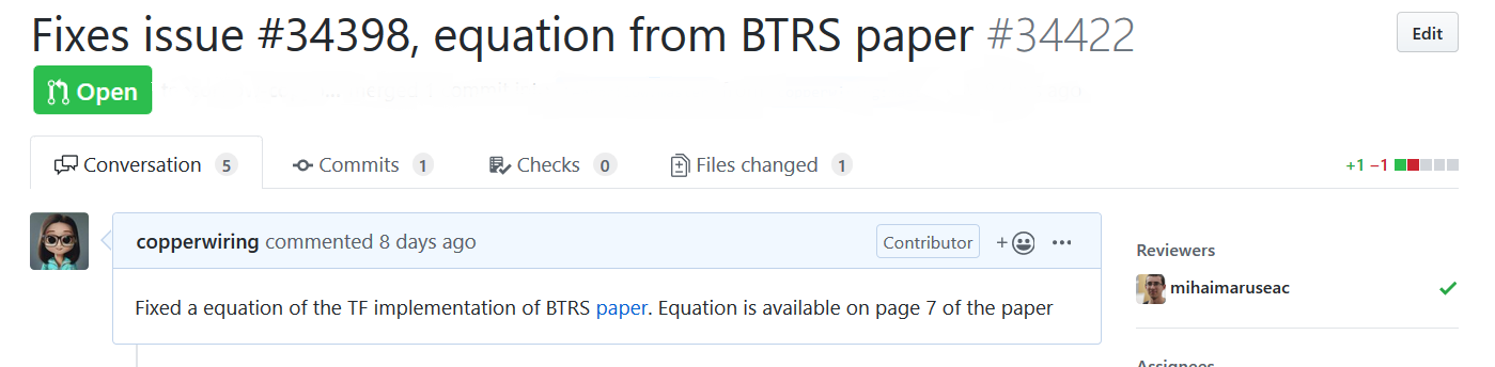 Fixes issue #34398, equation from BTRS paper #34422
Edit
Open
Conversation 5
Commits 1
Checks 0
Files changed 1
+1 −1
copperwiring commented 8 days ago
Contributor
Fixed a equation of the TF implementation of BTRS paper. Equation is available on page 7 of the paper
Reviewers
mihaimaruseac
Assignees